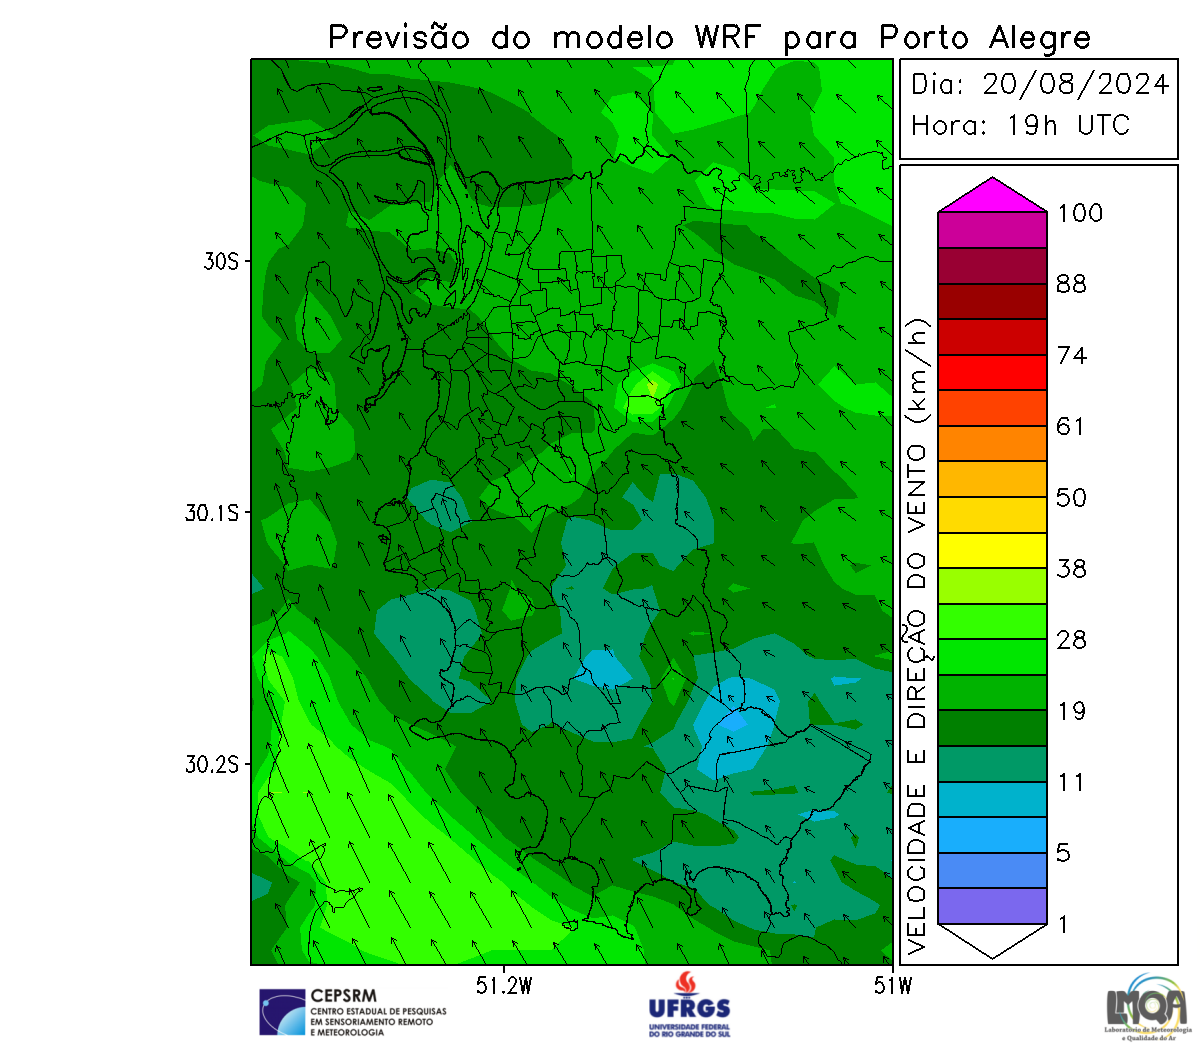 Previsão do modelo WRF para Porto Alegre
Dia: 20/08/2024
Hora: 19h UTC
30S
30.1S
30.2S
51.2W
51W
VELOCIDADE E DIREÇÃO DO VENTO (km/h)
100
88
74
61
50
38
28
19
11
5
1
CEPSRM
CENTRO ESTADUAL DE PESQUISAS
EM SENSORIAMENTO REMOTO
E METEOROLOGIA
UFRGS
UNIVERSIDADE FEDERAL
DO RIO GRANDE DO SUL
LMQA
Laboratório de Meteorologia
e Qualidade do Ar